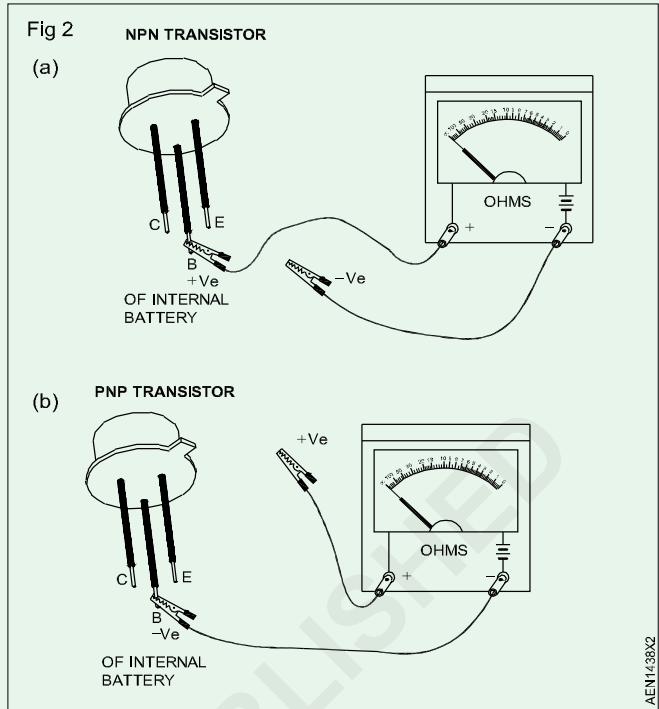 Fig 2
NPN TRANSISTOR
(a)
OHMS
C
E
+
−
B
+Ve
−Ve
OF INTERNAL
BATTERY
PNP TRANSISTOR
(b)
+Ve
OHMS
C
E
+
−
B
−Ve
OF INTERNAL
BATTERY
BLISHED
AEN1438X2